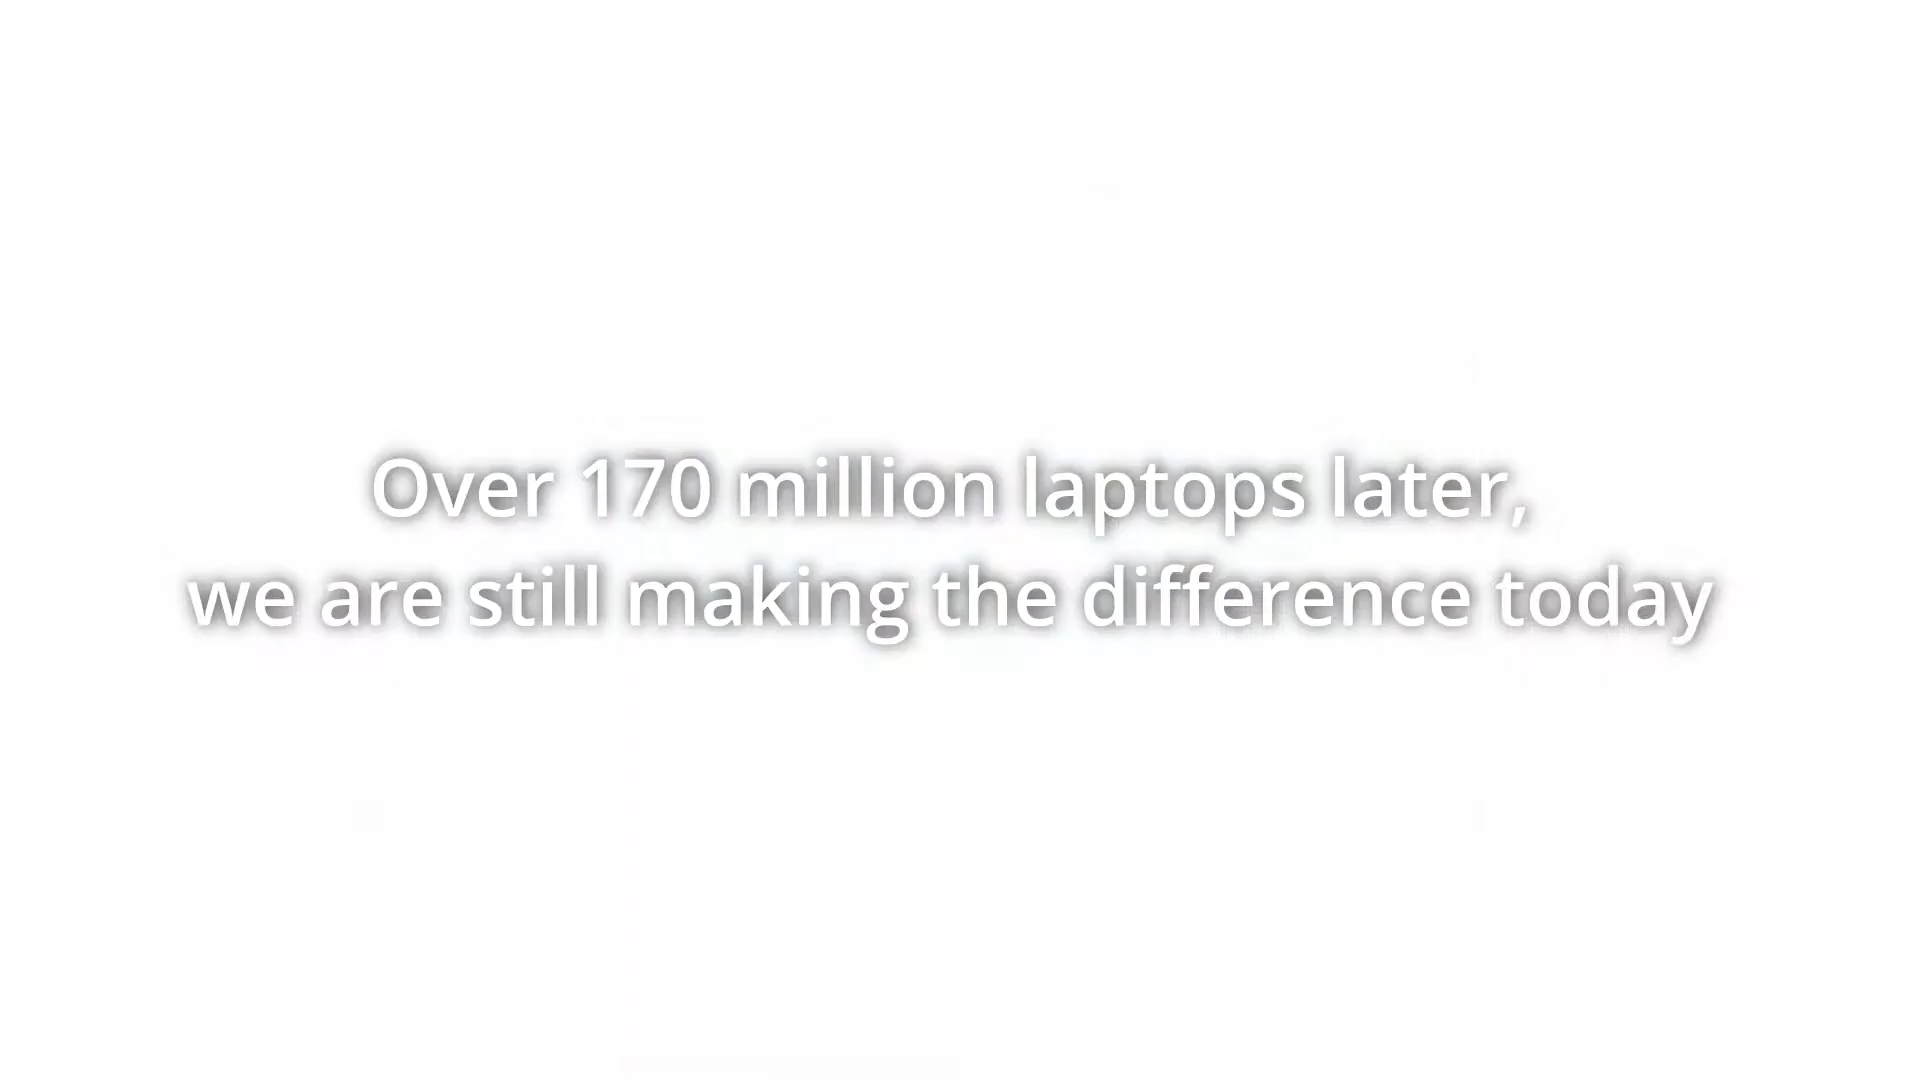 Over 170 million laptops later,
we are still making the difference today